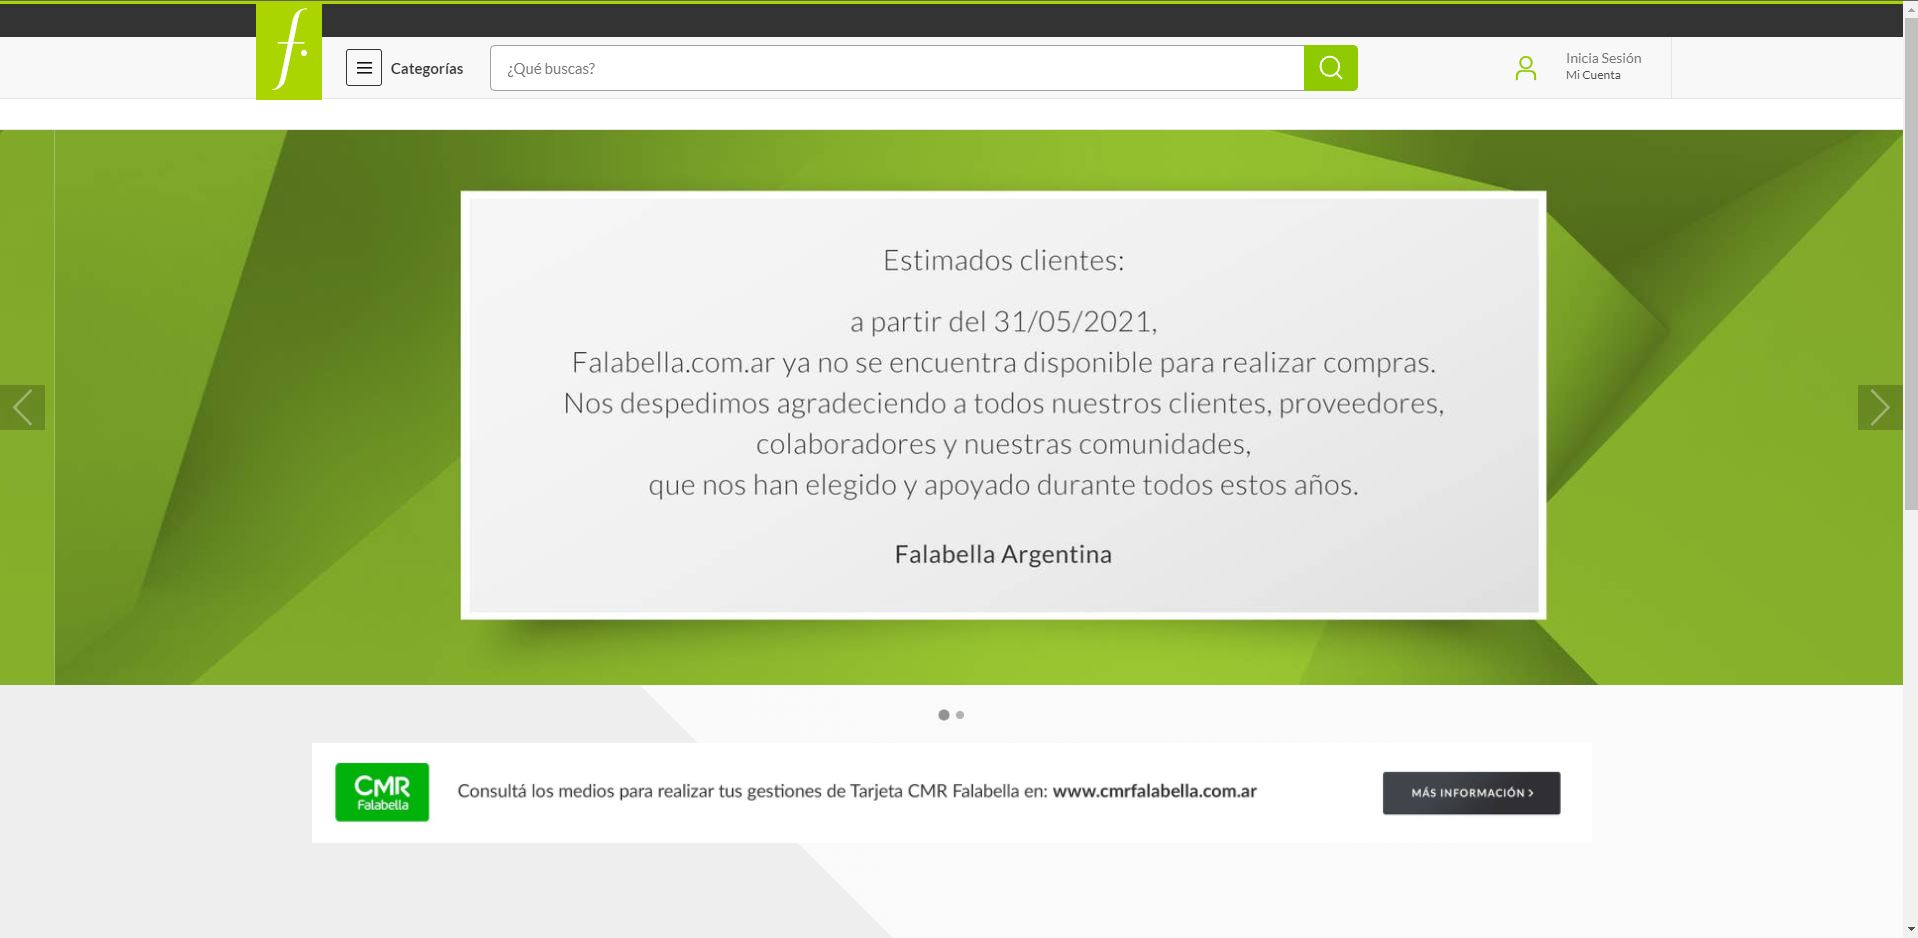 f.
Categorías
¿Qué buscas?
Inicia Sesión
Mi Cuenta
Estimados clientes:
a partir del 31/05/2021,
Falabella.com.ar ya no se encuentra disponible para realizar compras.
Nos despedimos agradeciendo a todos nuestros clientes, proveedores,
colaboradores y nuestras comunidades,
que nos han elegido y apoyado durante todos estos años.
Falabella Argentina
CMR
Falabella
Consultá los medios para realizar tus gestiones de Tarjeta CMR Falabella en: www.cmrfalabella.com.ar
MÁS INFORMACIÓN >